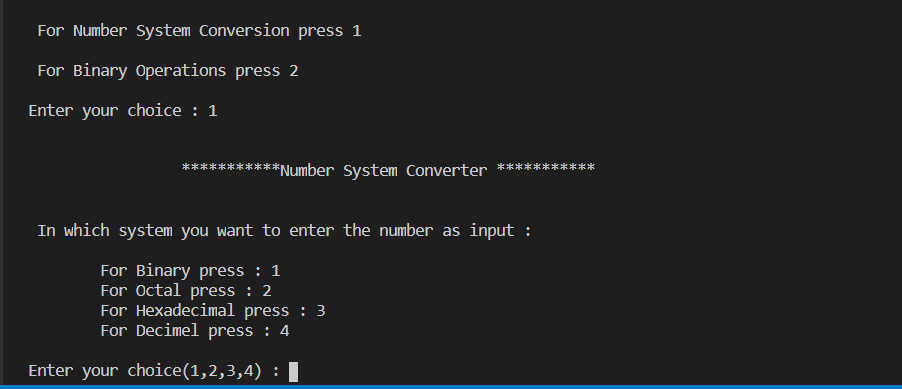 For Number System Conversion press 1
For Binary Operations press 2
Enter your choice : 1
***********Number System Converter ***********
In which system you want to enter the number as input :
For Binary press : 1
For Octal press : 2
For Hexadecimal press : 3
For Decimel press : 4
Enter your choice(1,2,3,4) :